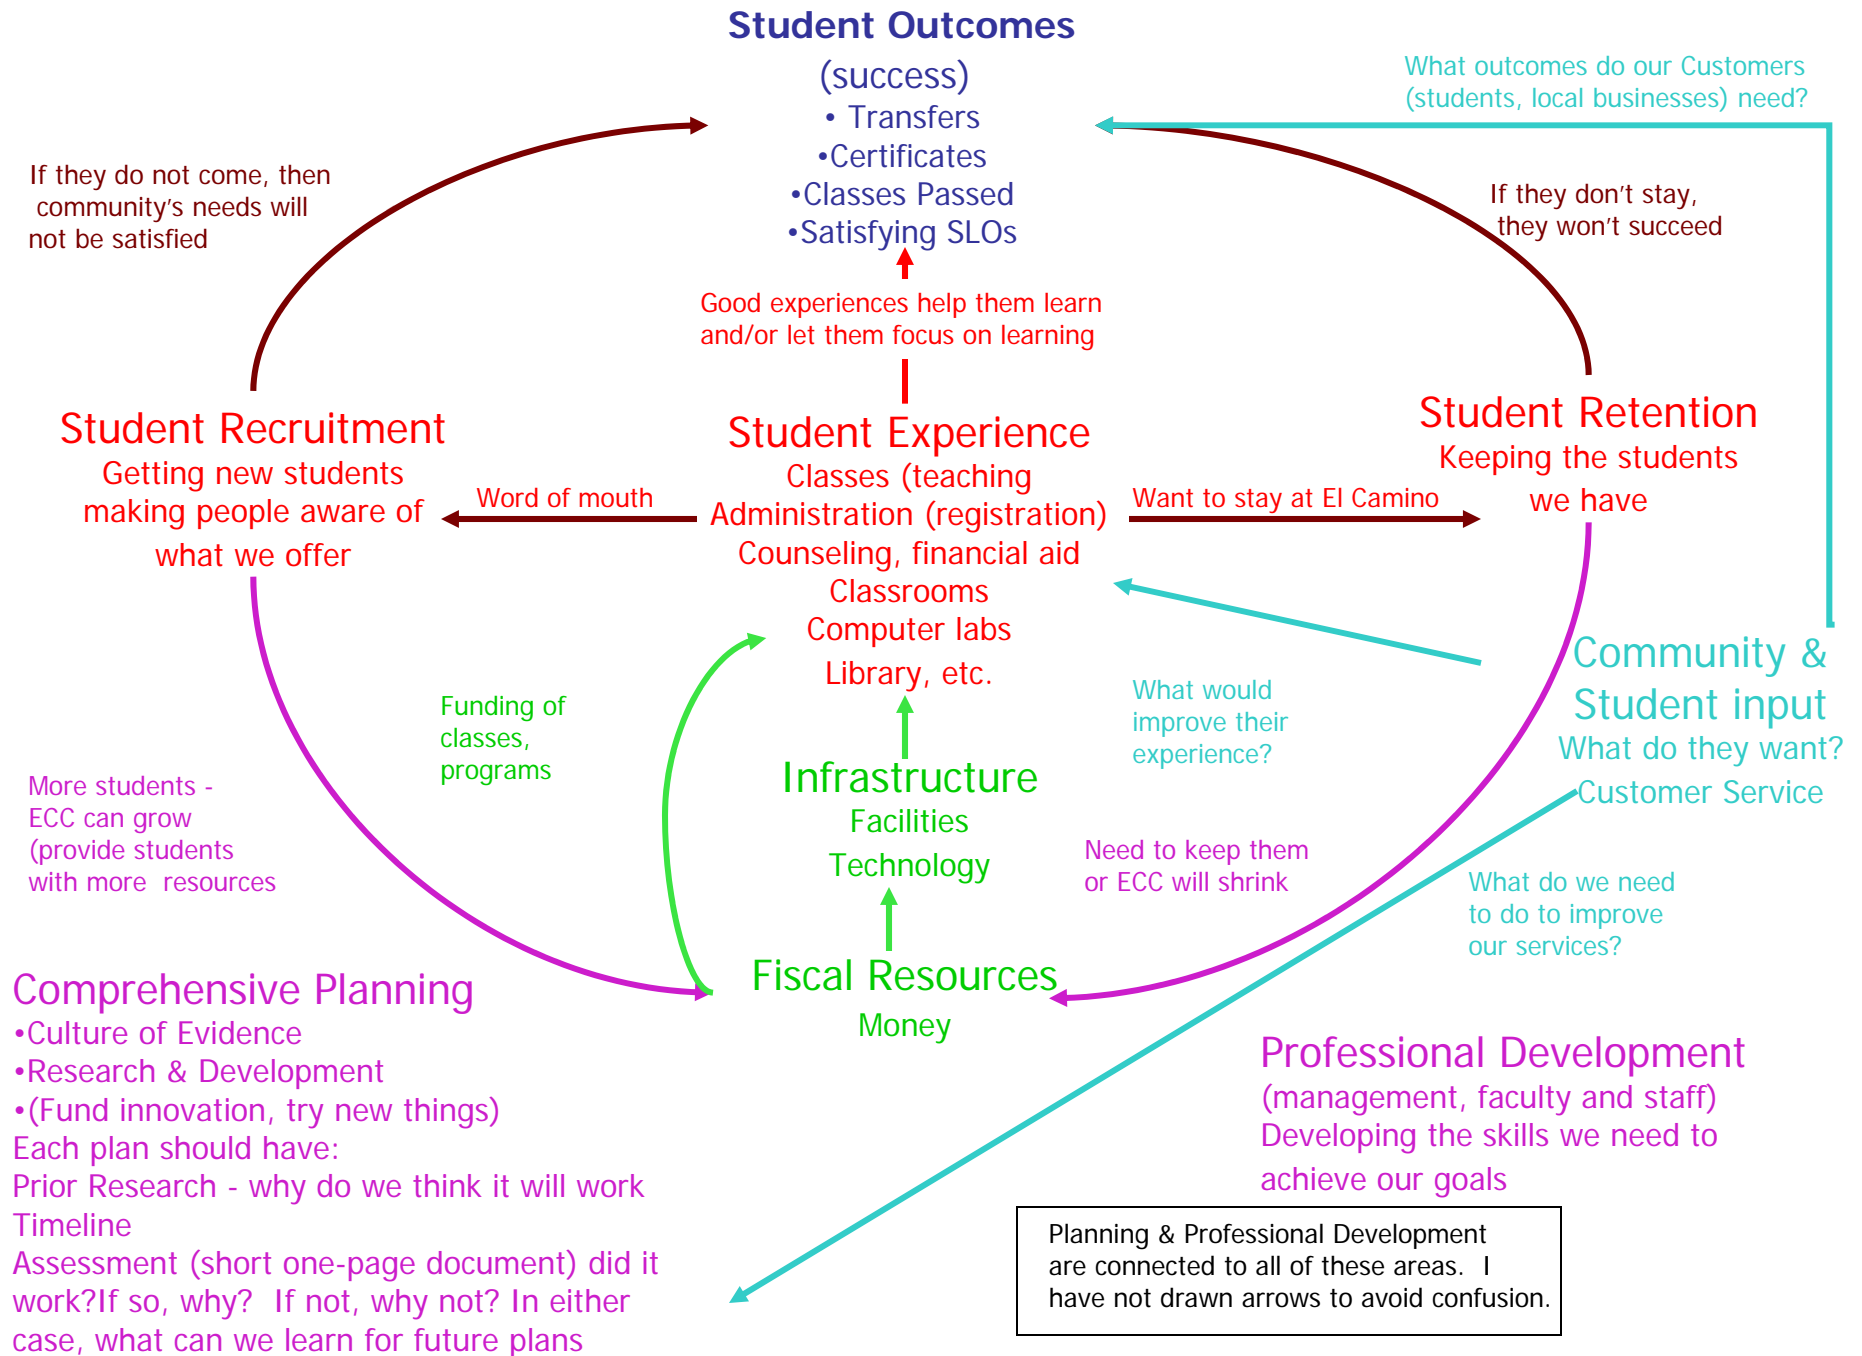 Student Outcomes
(success)
• Transfers
•Certificates
•Classes Passed
•Satisfying SLOs
What outcomes do our Customers
(students, local businesses) need?
If they do not come, then
community's needs will
not be satisfied
If they don't stay,
they won't succeed
Good experiences help them learn
and/or let them focus on learning
Student Recruitment
Getting new students
making people aware of
what we offer
Word of mouth
Student Experience
Classes (teaching
Administration (registration)
Counseling, financial aid
Classrooms
Computer labs
Library, etc.
Want to stay at El Camino
Student Retention
Keeping the students
we have
Community &
Student input
What do they want?
Customer Service
What would
improve their
experience?
Funding of
classes,
programs
Infrastructure
Facilities
Technology
More students -
ECC can grow
(provide students
with more  resources
Need to keep them
or ECC will shrink
What do we need
to do to improve
our services?
Fiscal Resources
Money
Comprehensive Planning
•Culture of Evidence
•Research & Development
•(Fund innovation, try new things)
Each plan should have:
Prior Research - why do we think it will work
Timeline
Assessment (short one-page document) did it
work?If so, why?  If not, why not? In either
case, what can we learn for future plans
Professional Development
(management, faculty and staff)
Developing the skills we need to
achieve our goals
Planning & Professional Development
are connected to all of these areas.  I
have not drawn arrows to avoid confusion.